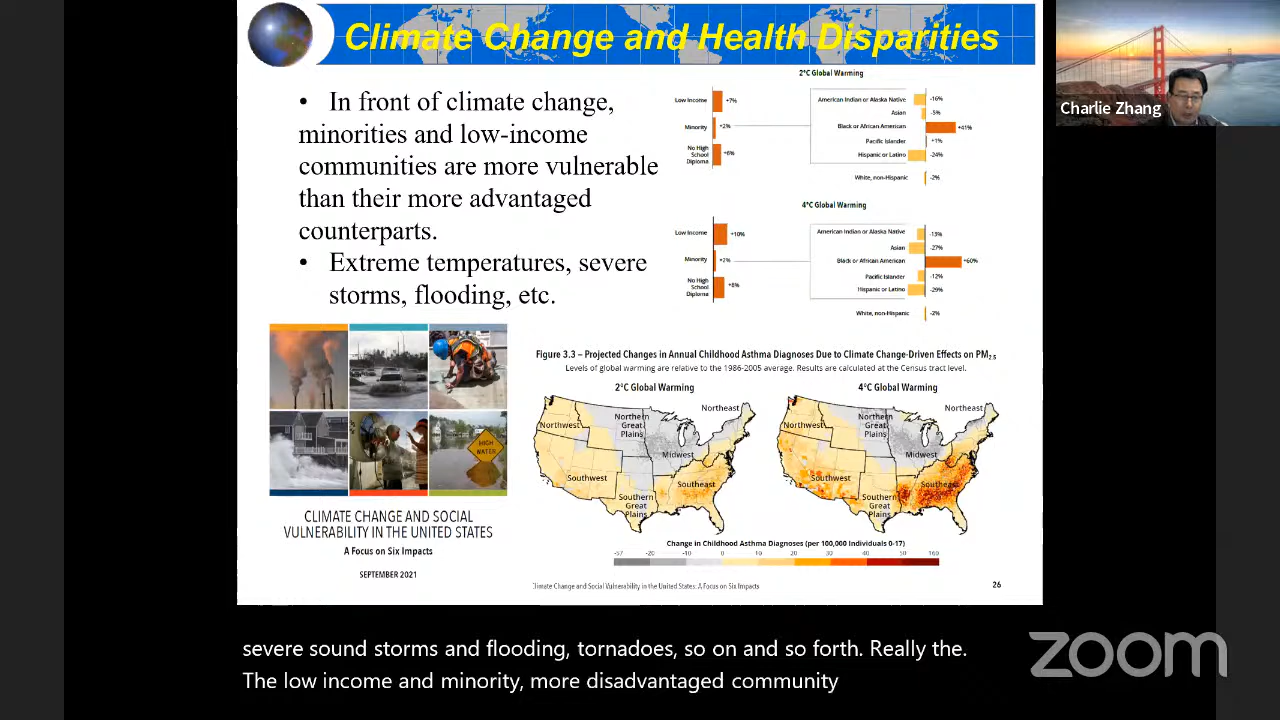 Climate Change and Health Disparities
Charlie Zhang
• In front of climate change,
minorities and low-income
communities are more vulnerable
than their more advantaged
counterparts.
• Extreme temperatures, severe
storms, flooding, etc.
2°C Global Warming
Low Income +7%
Minority +2%
No High
School
Diploma +6%
American Indian or Alaska Native -16%
Asian -5%
Black or African American +41%
Pacific Islander +1%
Hispanic or Latino -24%
White, non-Hispanic -2%
4°C Global Warming
Low Income +10%
Minority +2%
No High
School
Diploma +8%
American Indian or Alaska Native -15%
Asian -27%
Black or African American +60%
Pacific Islander -12%
Hispanic or Latino -29%
White, non-Hispanic -2%
HIGH
WATER
CLIMATE CHANGE AND SOCIAL
VULNERABILITY IN THE UNITED STATES
A Focus on Six Impacts
SEPTEMBER 2021
Figure 3.3 – Projected Changes in Annual Childhood Asthma Diagnoses Due to Climate Change-Driven Effects on PM2.5
Levels of global warming are relative to the 1986-2005 average. Results are calculated at the Census tract level.
2°C Global Warming
Northwest
Northern
Great
Plains
Northeast
Midwest
Southwest
Southeast
Southern
Great
Plains
4°C Global Warming
Northwest
Northern
Great
Plains
Northeast
Midwest
Southwest
Southeast
Southern
Great
Plains
Change in Childhood Asthma Diagnoses (per 100,000 Individuals 0-17)
-57 -20 -10 0 10 20 30 40 50 160
Climate Change and Social Vulnerability in the United States: A Focus on Six Impacts
26
severe sound storms and flooding, tornadoes, so on and so forth. Really the.
The low income and minority, more disadvantaged community
zoom